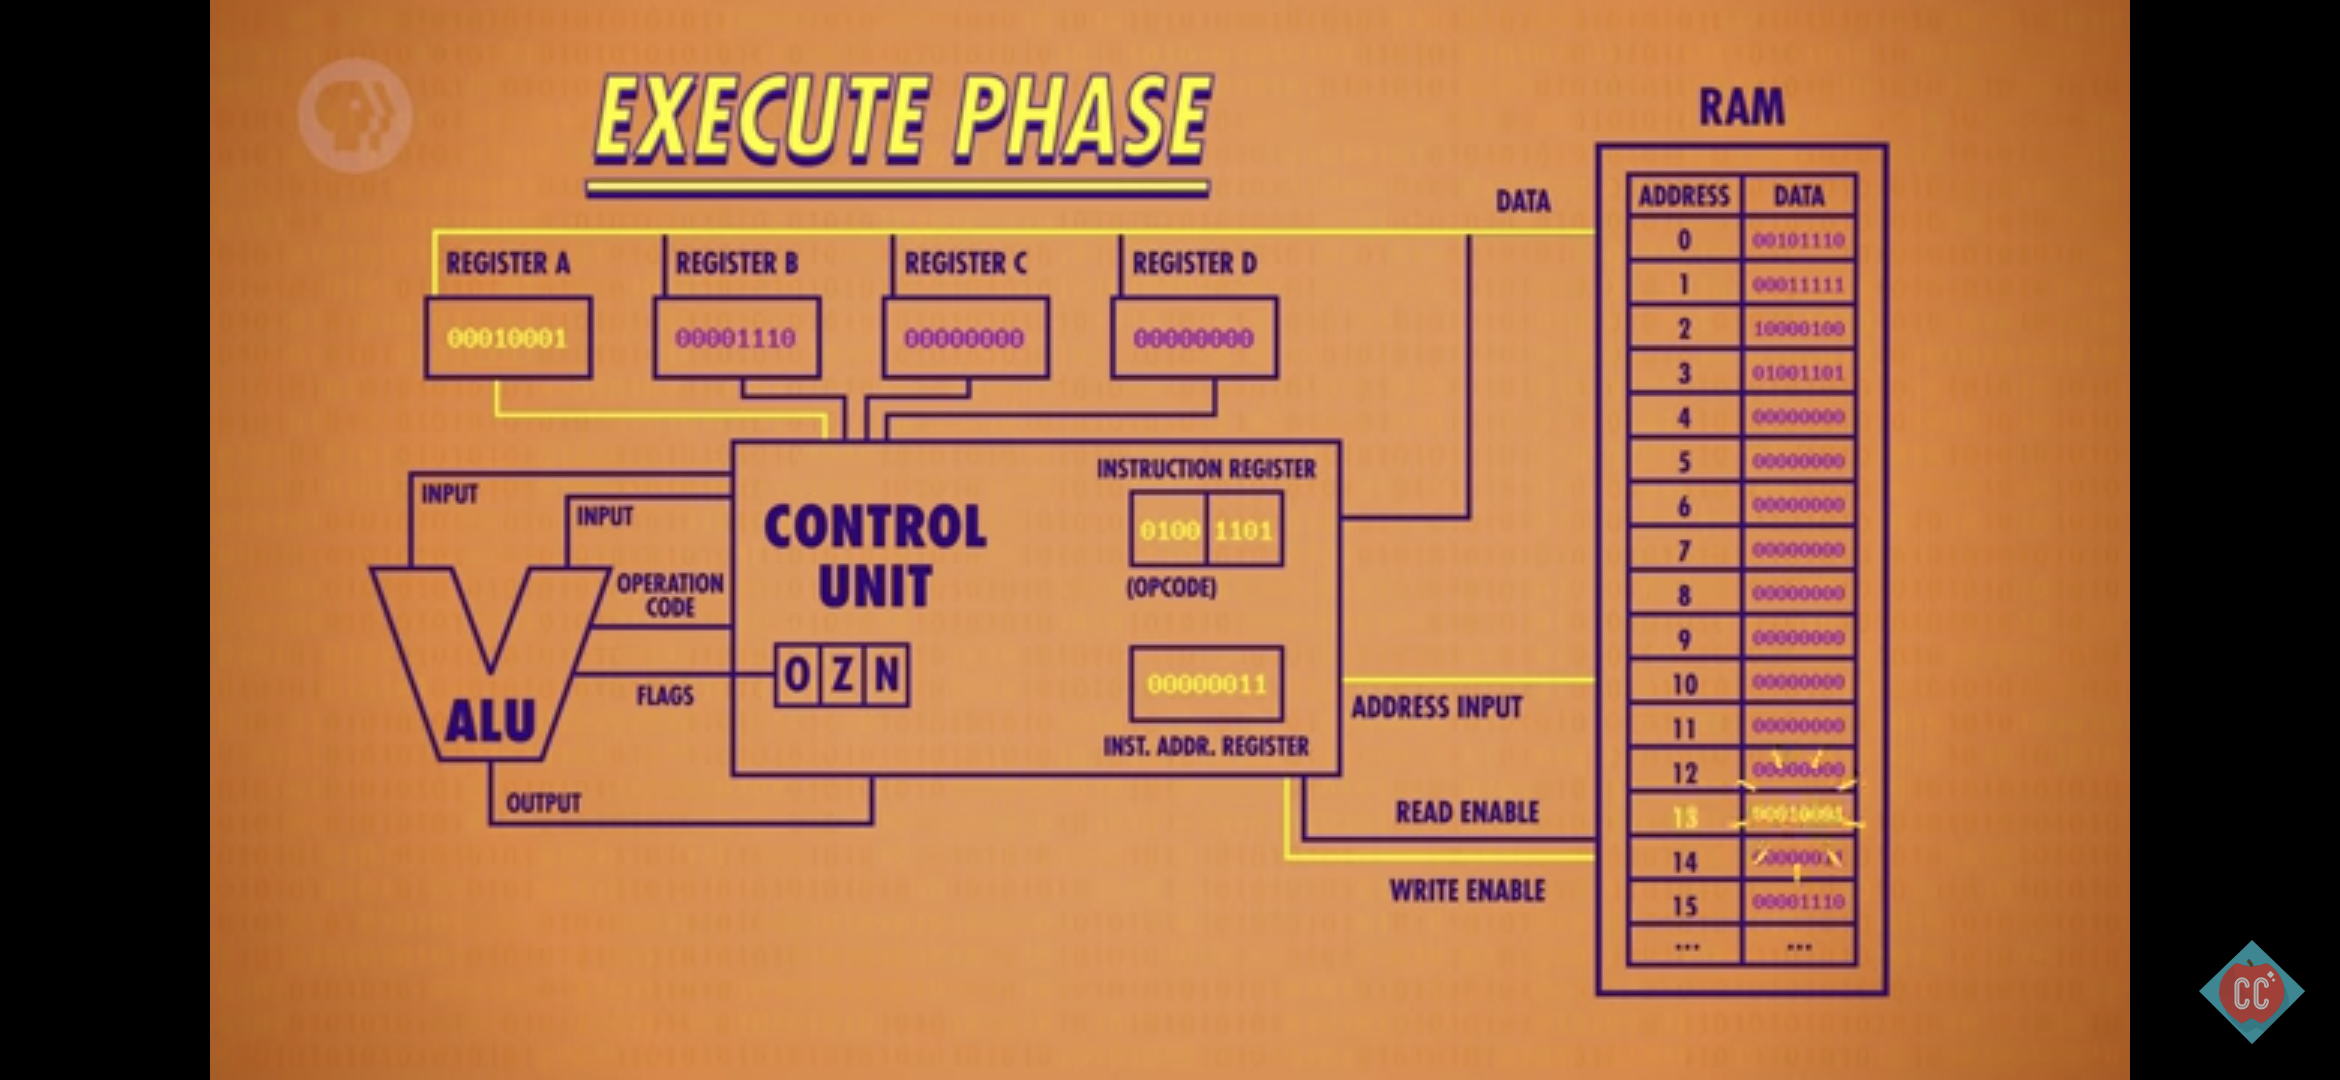 EXECUTE PHASE
RAM
DATA
ADDRESS DATA
0 00101110
1 00011111
2 10000100
3 01001101
4 00000000
5 00000000
6 00000000
7 00000000
8 00000000
9 00000000
10 00000000
11 00000000
12 00000000
13 00010001
14
15 00001110
... ...
REGISTER A REGISTER B REGISTER C REGISTER D
00010001 00001110 00000000 00000000
INPUT
INPUT
OPERATION
CODE
FLAGS
ALU
OUTPUT
CONTROL
UNIT
O Z N
INSTRUCTION REGISTER
0100 1101
(OPCODE)
00000011
INST. ADDR. REGISTER
ADDRESS INPUT
READ ENABLE
WRITE ENABLE
CC